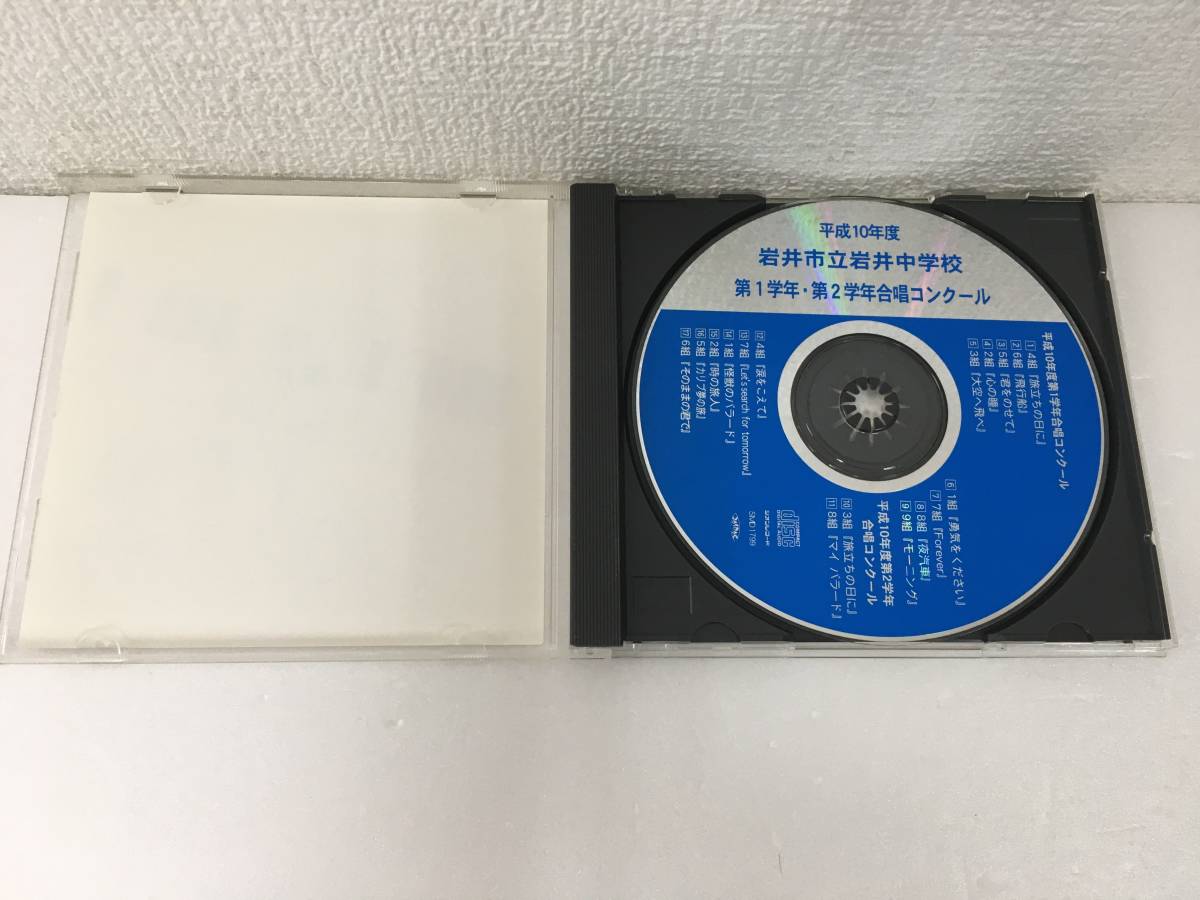 平成10年度
岩井市立岩井中学校
第1学年・第2学年合唱コンクール
平成10年度第1学年合唱コンクール
1 4組『旅立ちの日に』
2 6組『飛行船』
3 5組『君をのせて』
4 2組『心の瞳』
5 3組『大空へ飛べ』
6 1組『勇気をください』
7 7組『Forever』
8 8組『夜汽車』
9 9組『モーニング』
平成10年度第2学年
合唱コンクール
10 3組『旅立ちの日に』
11 8組『マイ バラード』
12 4組『涙をこえて』
13 7組『Let's search for tomorrow』
14 1組『怪獣のバラード』
15 2組『時の旅人』
16 5組『カリブ夢の旅』
17 6組『そのままの君で』
COMPACT
disc
DIGITAL AUDIO
SMD1799